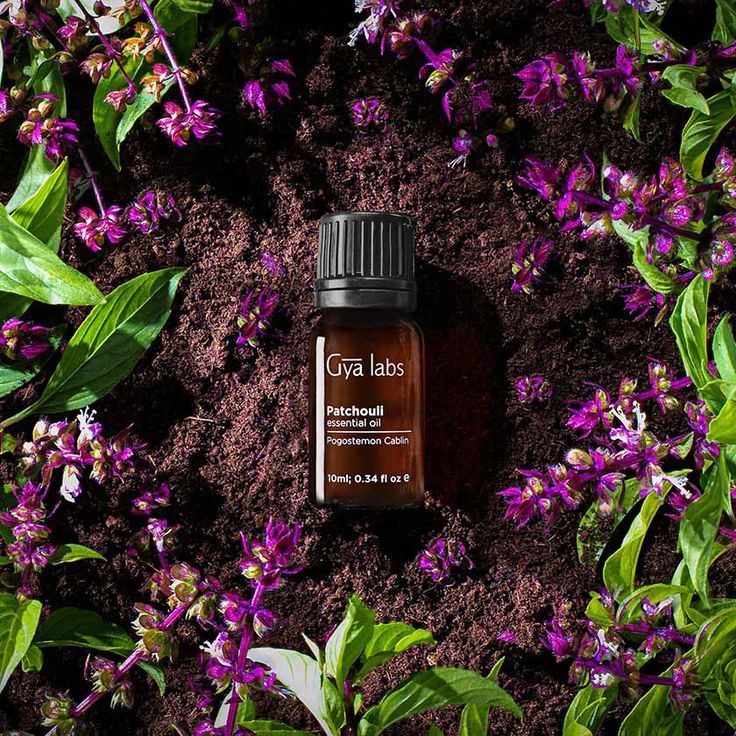 Gya labs
Patchouli
essential oil
Pogostemon Cablin
10ml; 0.34 fl oz e